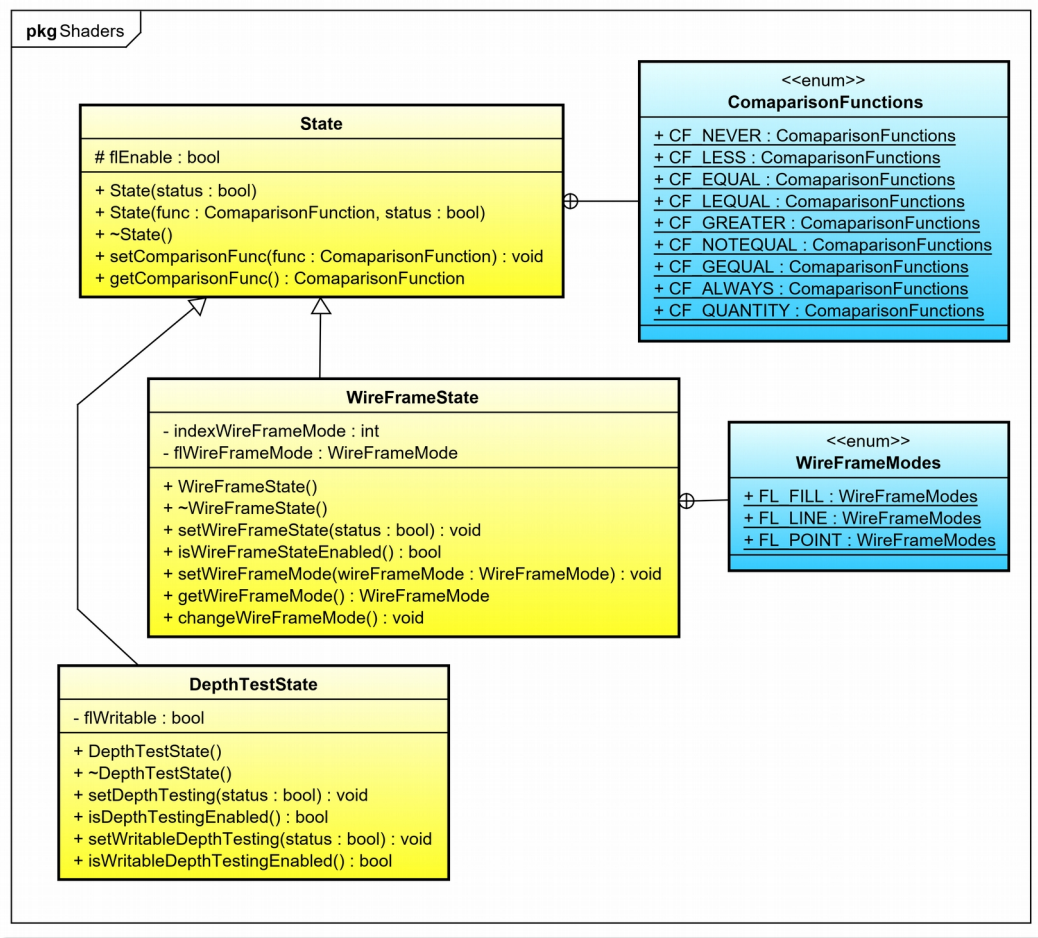 pkg Shaders
State
# flEnable : bool
+ State(status : bool)
+ State(func : ComaparisonFunction, status : bool)
+ ~State()
+ setComparisonFunc(func : ComaparisonFunction) : void
+ getComparisonFunc() : ComaparisonFunction
<<enum>>
ComaparisonFunctions
+ CF_NEVER : ComaparisonFunctions
+ CF_LESS : ComaparisonFunctions
+ CF_EQUAL : ComaparisonFunctions
+ CF_LEQUAL : ComaparisonFunctions
+ CF_GREATER : ComaparisonFunctions
+ CF_NOTEQUAL : ComaparisonFunctions
+ CF_GEQUAL : ComaparisonFunctions
+ CF_ALWAYS : ComaparisonFunctions
+ CF_QUANTITY : ComaparisonFunctions
WireFrameState
- indexWireFrameMode : int
- flWireFrameMode : WireFrameMode
+ WireFrameState()
+ ~WireFrameState()
+ setWireFrameState(status : bool) : void
+ isWireFrameStateEnabled() : bool
+ setWireFrameMode(wireFrameMode : WireFrameMode) : void
+ getWireFrameMode() : WireFrameMode
+ changeWireFrameMode() : void
<<enum>>
WireFrameModes
+ FL_FILL : WireFrameModes
+ FL_LINE : WireFrameModes
+ FL_POINT : WireFrameModes
DepthTestState
- flWritable : bool
+ DepthTestState()
+ ~DepthTestState()
+ setDepthTesting(status : bool) : void
+ isDepthTestingEnabled() : bool
+ setWritableDepthTesting(status : bool) : void
+ isWritableDepthTestingEnabled() : bool